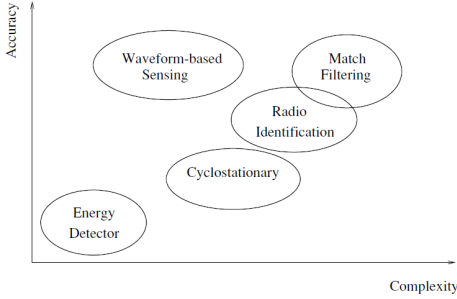 Accuracy
Waveform-based
Sensing
Match
Filtering
Radio
Identification
Cyclostationary
Energy
Detector
Complexity